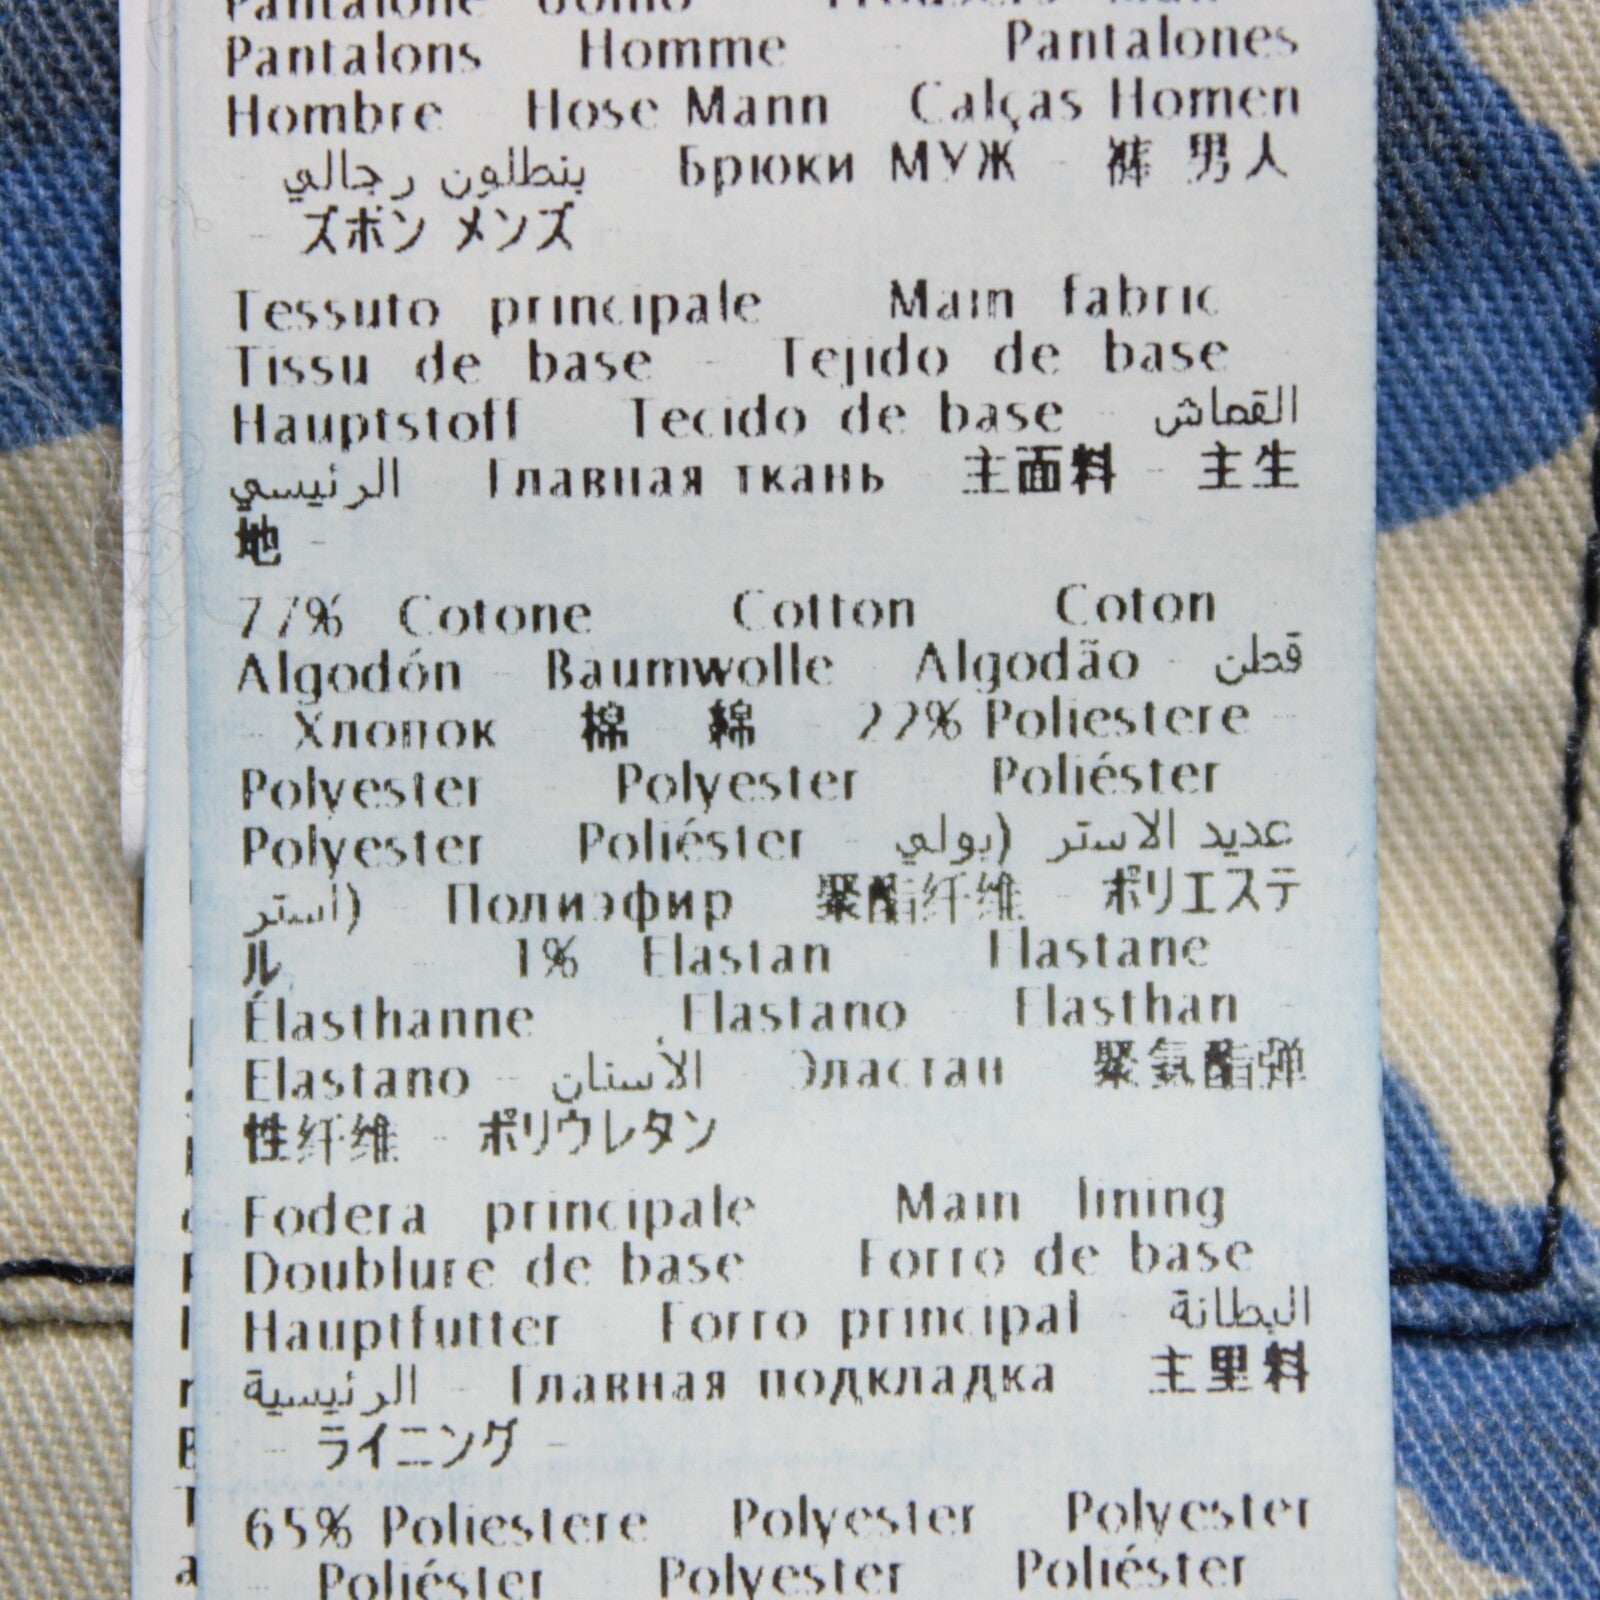 Pantalone Uomo Trousers Man
Pantalons Homme Pantalones
Hombre Hose Mann Calças Homen
بنطلون رجالي Брюки МУЖ - 裤 男人
- ズボン メンズ
Tessuto principale Main fabric
Tissu de base - Tejido de base
Hauptstoff Tecido de base - القماش
الرئيسي - Главная ткань 主面料 - 主生
地 -
77% Cotone Cotton Coton
Algodón Baumwolle Algodão - قطن
- Хлопок 棉 綿 22% Poliestere
Polyester Polyester Poliéster
Polyester Poliéster - عديد الاستر (بولي
استر) Полиэфир 聚酯纤维 - ポリエステ
ル 1% Elastan Elastane
Élasthanne Elastano Elasthan -
Elastano - الأستان - Эластан 聚氨酯弹
性纤维 - ポリウレタン
Fodera principale Main lining
Doublure de base Forro de base
Hauptfutter Forro principal - البطانة
الرئيسية - Главная подкладка 主里料
- ライニング -
65% Poliestere Polyester Polyester
Poliéster Polyester Poliéster